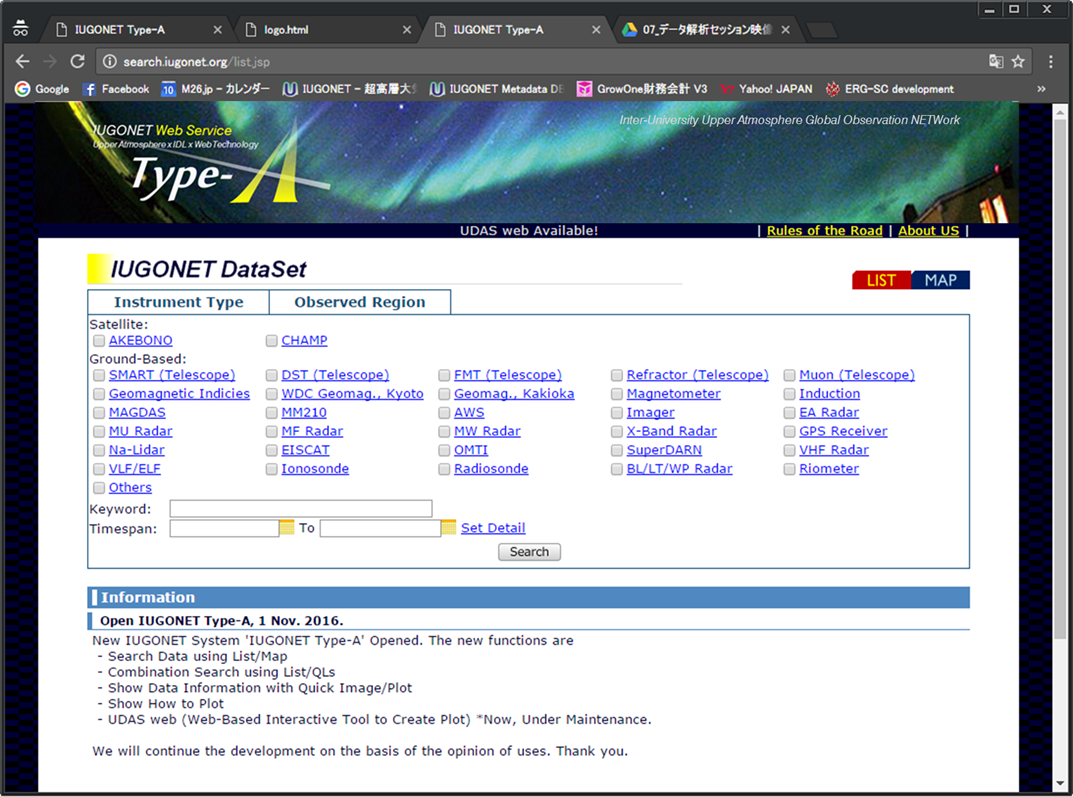 IUGONET Type-A
logo.html
IUGONET Type-A
07_データ解析セッション映像
search.iugonet.org/list.jsp
Google
Facebook
10
M26.jp - カレンダー
IUGONET - 超高層大
IUGONET Metadata DE
GrowOne財務会計 V3
Yahoo! JAPAN
ERG-SC development
»
Inter-University Upper Atmosphere Global Observation NETWork
IUGONET Web Service
Upper Atmosphere x IDL x Web Technology
Type-A
UDAS web Available!
| Rules of the Road | About US |
IUGONET DataSet
LIST MAP
Instrument Type Observed Region
Satellite:
AKEBONO CHAMP
Ground-Based:
SMART (Telescope) DST (Telescope) FMT (Telescope) Refractor (Telescope) Muon (Telescope)
Geomagnetic Indicies WDC Geomag., Kyoto Geomag., Kakioka Magnetometer Induction
MAGDAS MM210 AWS Imager EA Radar
MU Radar MF Radar MW Radar X-Band Radar GPS Receiver
Na-Lidar EISCAT OMTI SuperDARN VHF Radar
VLF/ELF Ionosonde Radiosonde BL/LT/WP Radar Riometer
Others
Keyword:
Timespan: To Set Detail
Search
Information
Open IUGONET Type-A, 1 Nov. 2016.
New IUGONET System 'IUGONET Type-A' Opened. The new functions are
- Search Data using List/Map
- Combination Search using List/QLs
- Show Data Information with Quick Image/Plot
- Show How to Plot
- UDAS web (Web-Based Interactive Tool to Create Plot) *Now, Under Maintenance.
We will continue the development on the basis of the opinion of uses. Thank you.